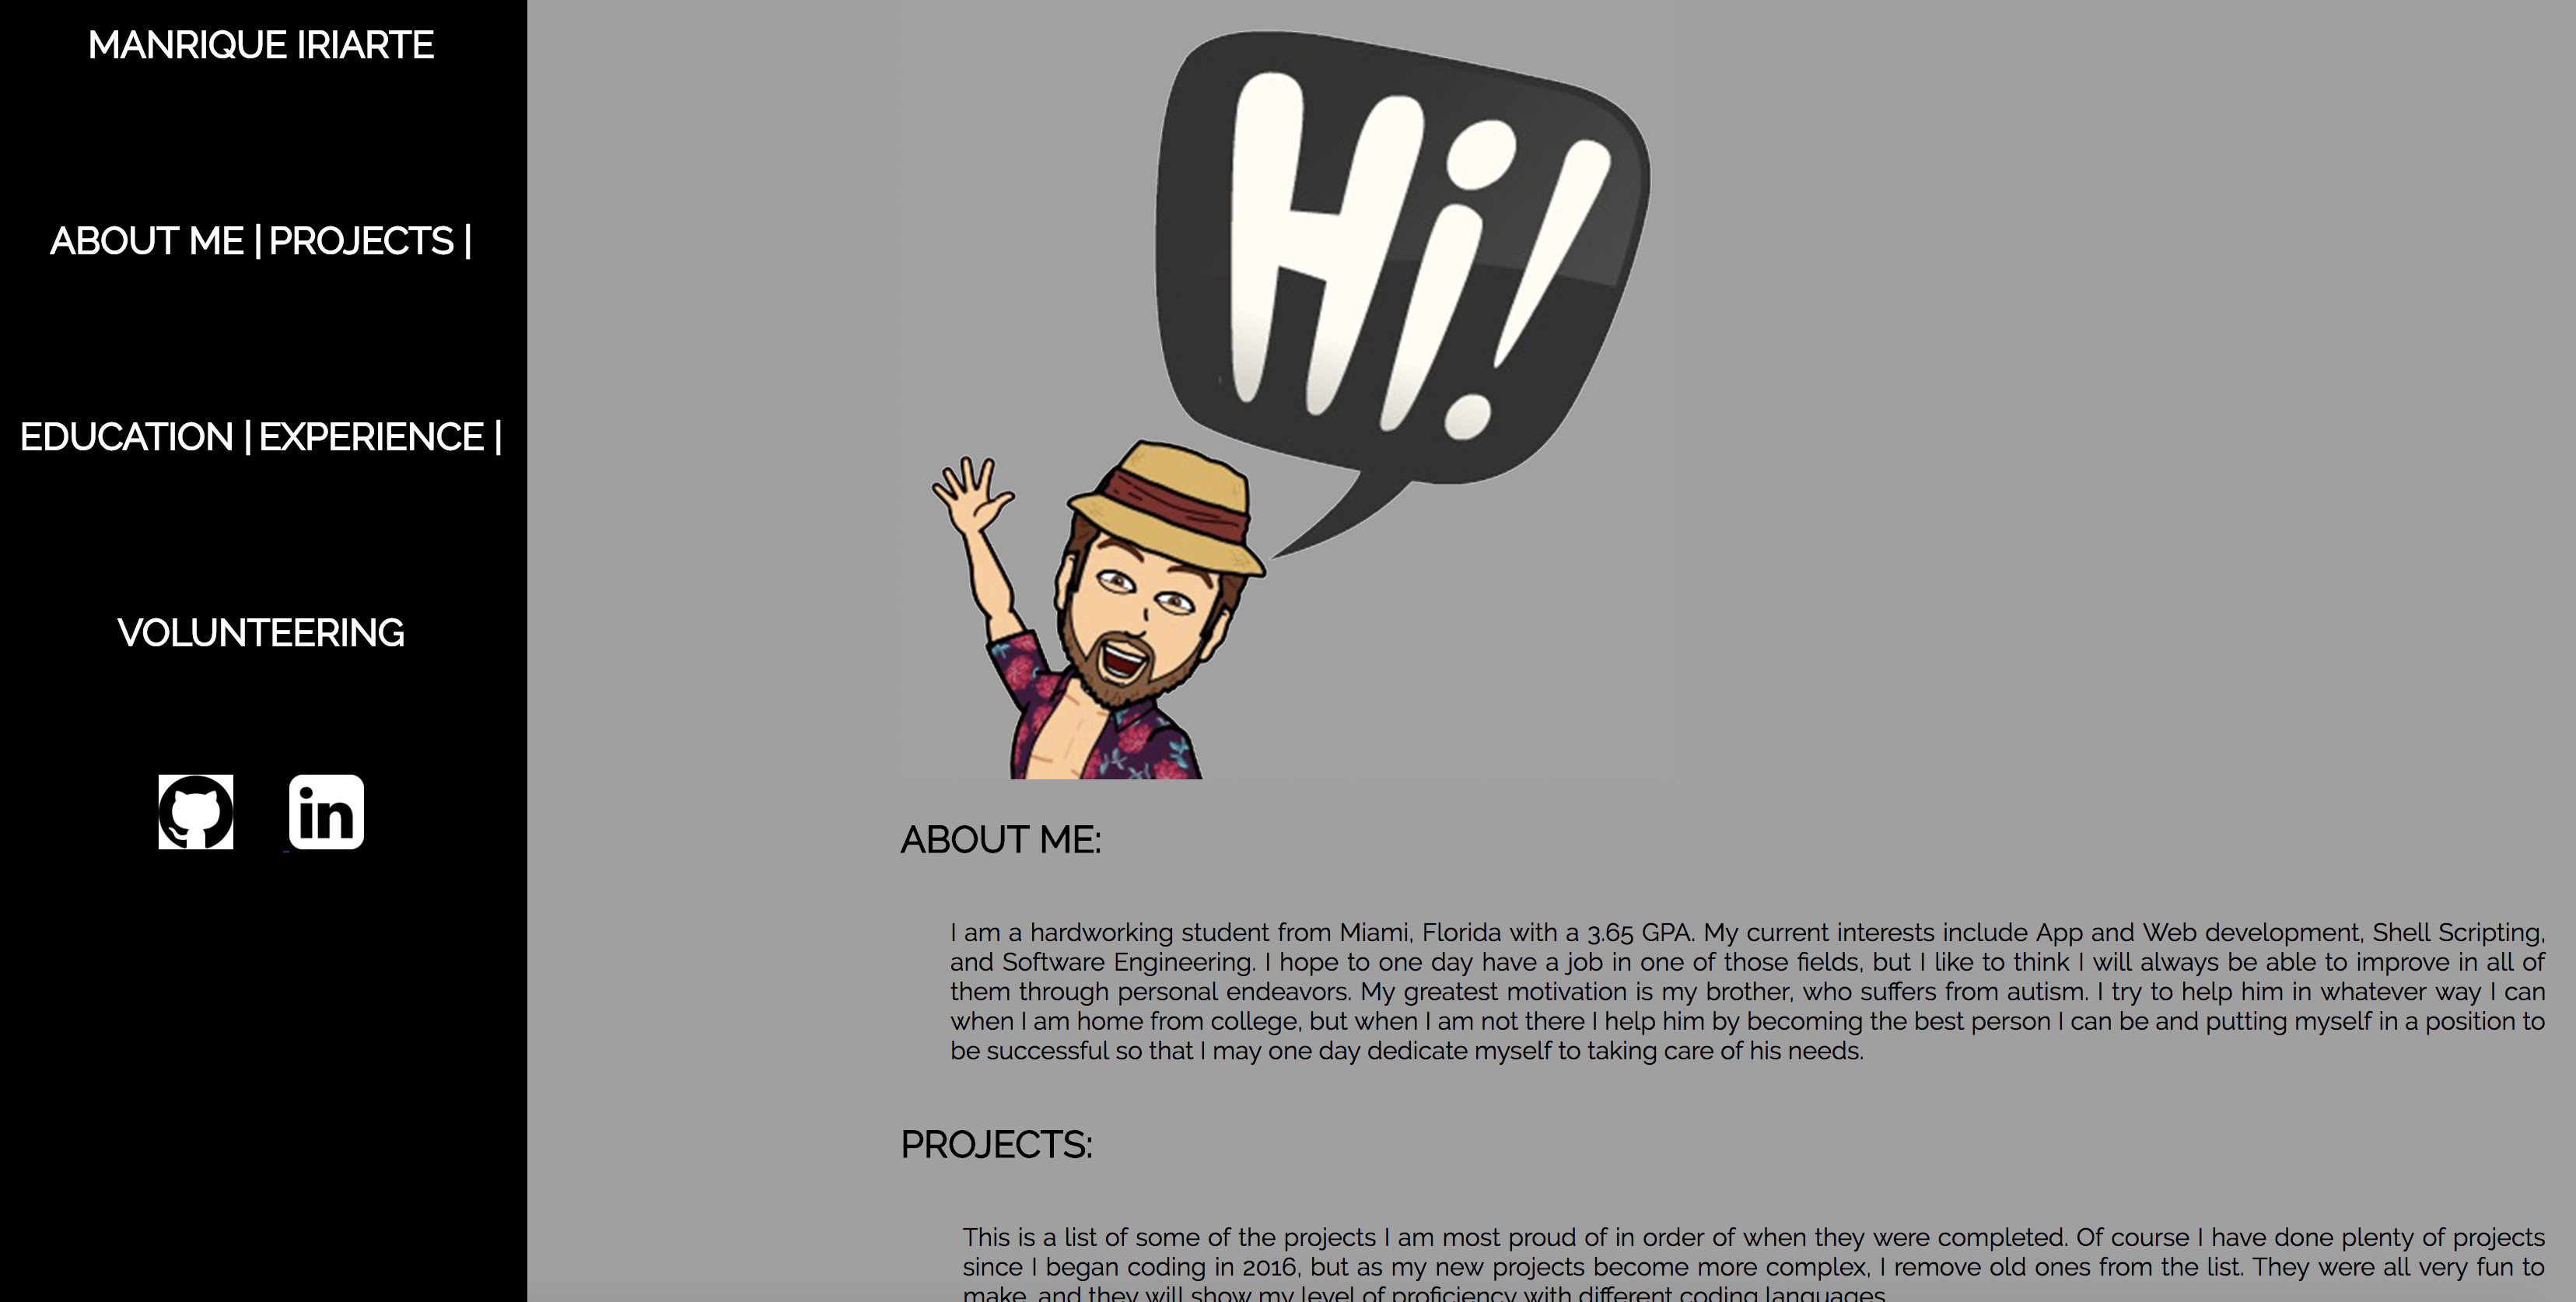 MANRIQUE IRIARTE
ABOUT ME | PROJECTS |
EDUCATION | EXPERIENCE |
VOLUNTEERING
in
Hi!
ABOUT ME:
I am a hardworking student from Miami, Florida with a 3.65 GPA. My current interests include App and Web development, Shell Scripting,
and Software Engineering. I hope to one day have a job in one of those fields, but I like to think I will always be able to improve in all of
them through personal endeavors. My greatest motivation is my brother, who suffers from autism. I try to help him in whatever way I can
when I am home from college, but when I am not there I help him by becoming the best person I can be and putting myself in a position to
be successful so that I may one day dedicate myself to taking care of his needs.
PROJECTS:
This is a list of some of the projects I am most proud of in order of when they were completed. Of course I have done plenty of projects
since I began coding in 2016, but as my new projects become more complex, I remove old ones from the list. They were all very fun to
make, and they will show my level of proficiency with different coding languages.